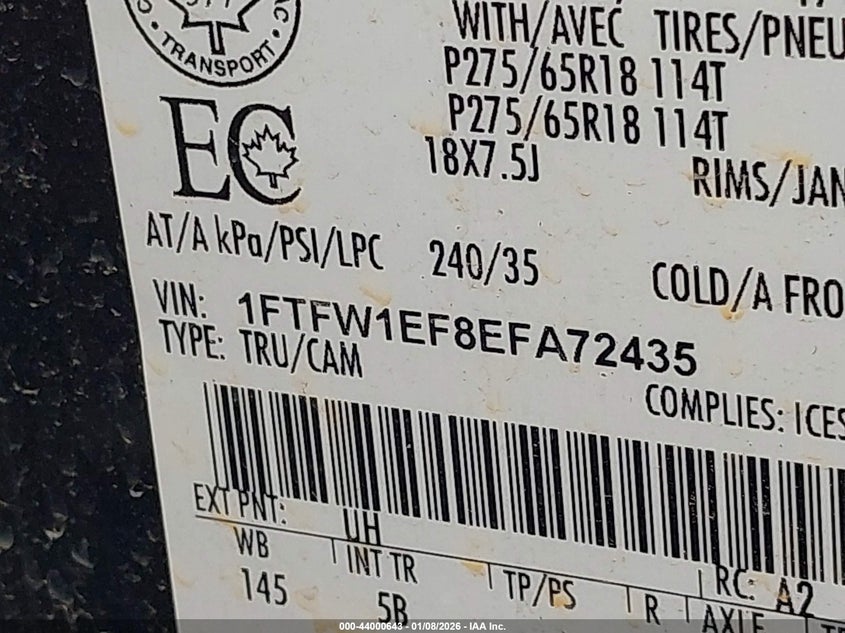 TRANSPORT
WITH/AVEC TIRES/PNEU
P275/65R18 114T
P275/65R18 114T
EC
18X7.5J RIMS/JAN
AT/A kPa/PSI/LPC 240/35 COLD/A FRO
VIN: 1FTFW1EF8EFA72435
TYPE: TRU/CAM
COMPLIES: ICES
EXT PNT: UH RC: A2
WB INT TR TP/PS R AXLE
145 5B
000-44000643 - 01/08/2026 - IAA Inc.